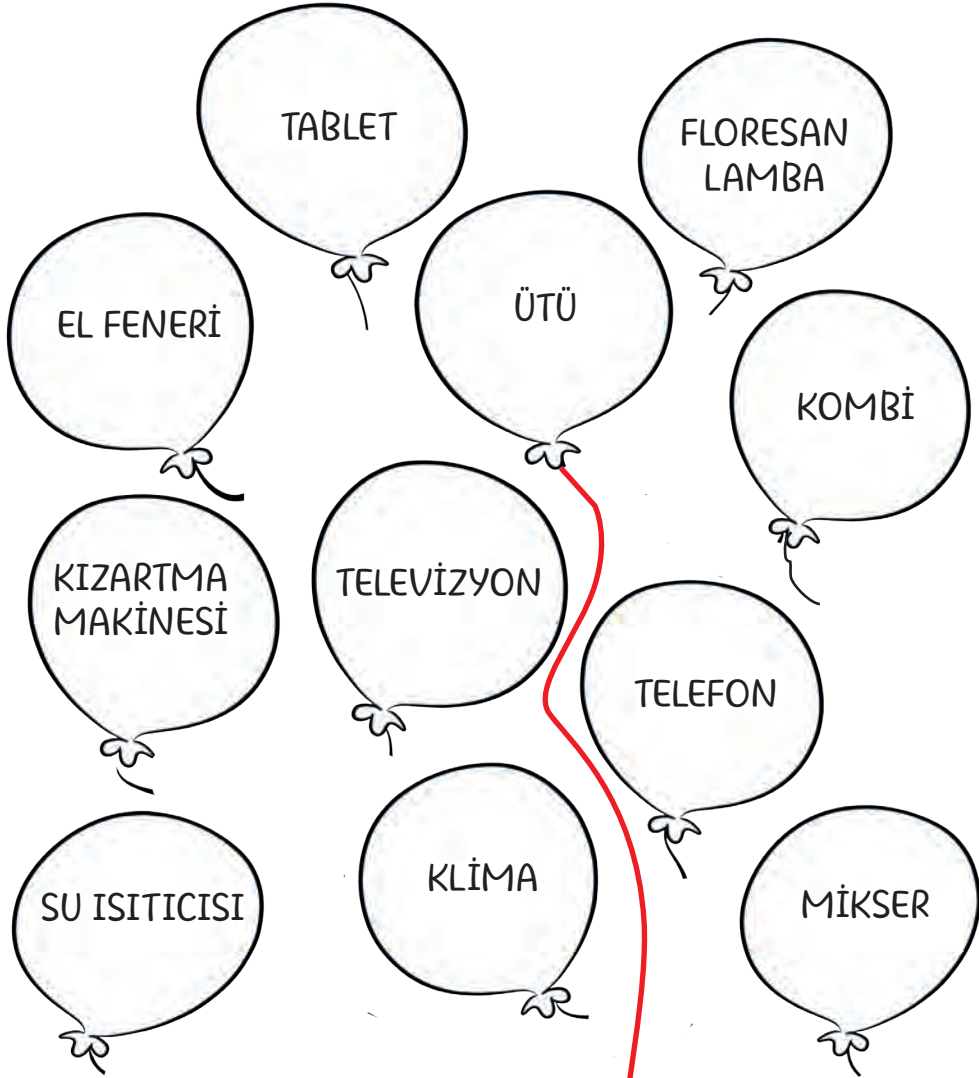 TABLET
FLORESAN
LAMBA
EL FENERİ
ÜTÜ
KOMBİ
KIZARTMA
MAKİNESİ
TELEVİZYON
TELEFON
SU ISITICISI
KLİMA
MİKSER